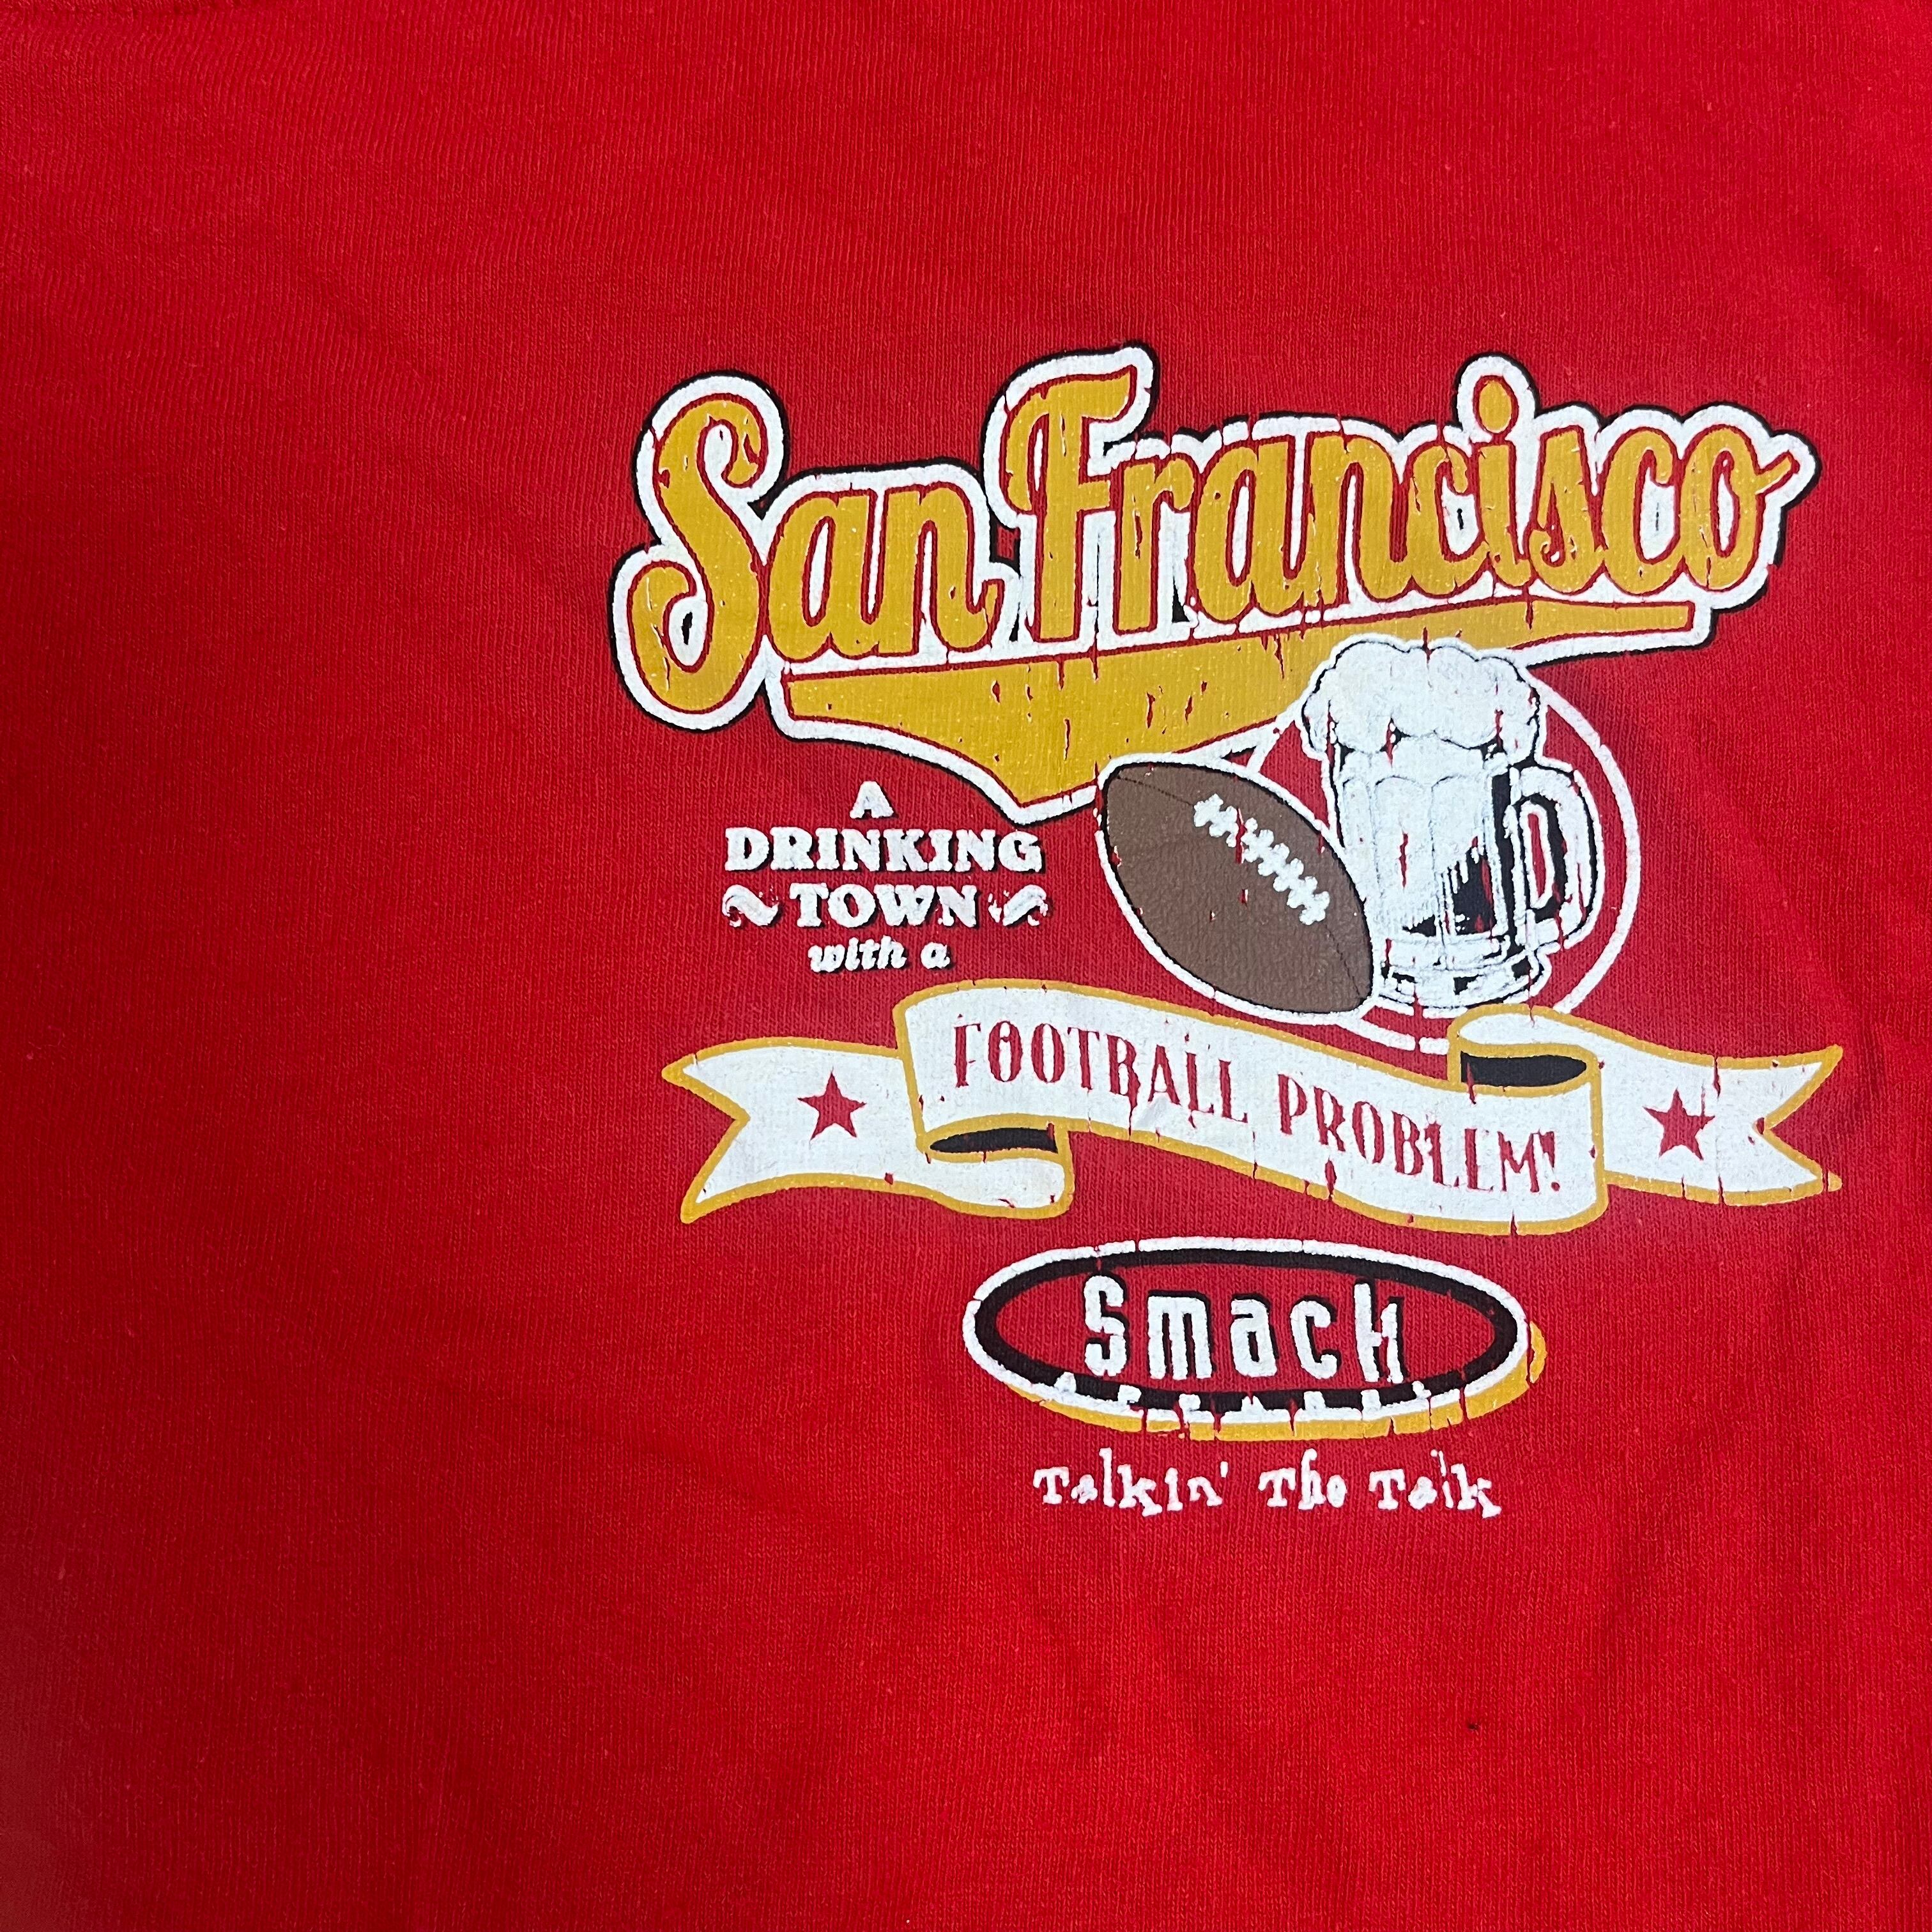 San Francisco
A
DRINKING
TOWN
with a
FOOTBALL PROBLEM!
Smack
Talkin' The Talk